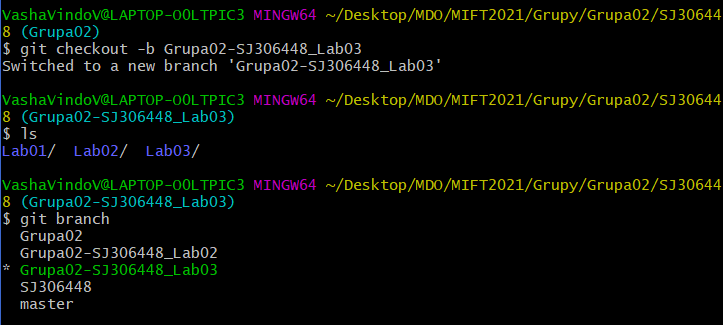 VashaVindoV@LAPTOP-O0LTPIC3 MINGW64 ~/Desktop/MDO/MIFT2021/Grupy/Grupa02/SJ30644
8 (Grupa02)
$ git checkout -b Grupa02-SJ306448_Lab03
Switched to a new branch 'Grupa02-SJ306448_Lab03'
VashaVindoV@LAPTOP-O0LTPIC3 MINGW64 ~/Desktop/MDO/MIFT2021/Grupy/Grupa02/SJ30644
8 (Grupa02-SJ306448_Lab03)
$ ls
Lab01/  Lab02/  Lab03/
VashaVindoV@LAPTOP-O0LTPIC3 MINGW64 ~/Desktop/MDO/MIFT2021/Grupy/Grupa02/SJ30644
8 (Grupa02-SJ306448_Lab03)
$ git branch
  Grupa02
  Grupa02-SJ306448_Lab02
* Grupa02-SJ306448_Lab03
  SJ306448
  master